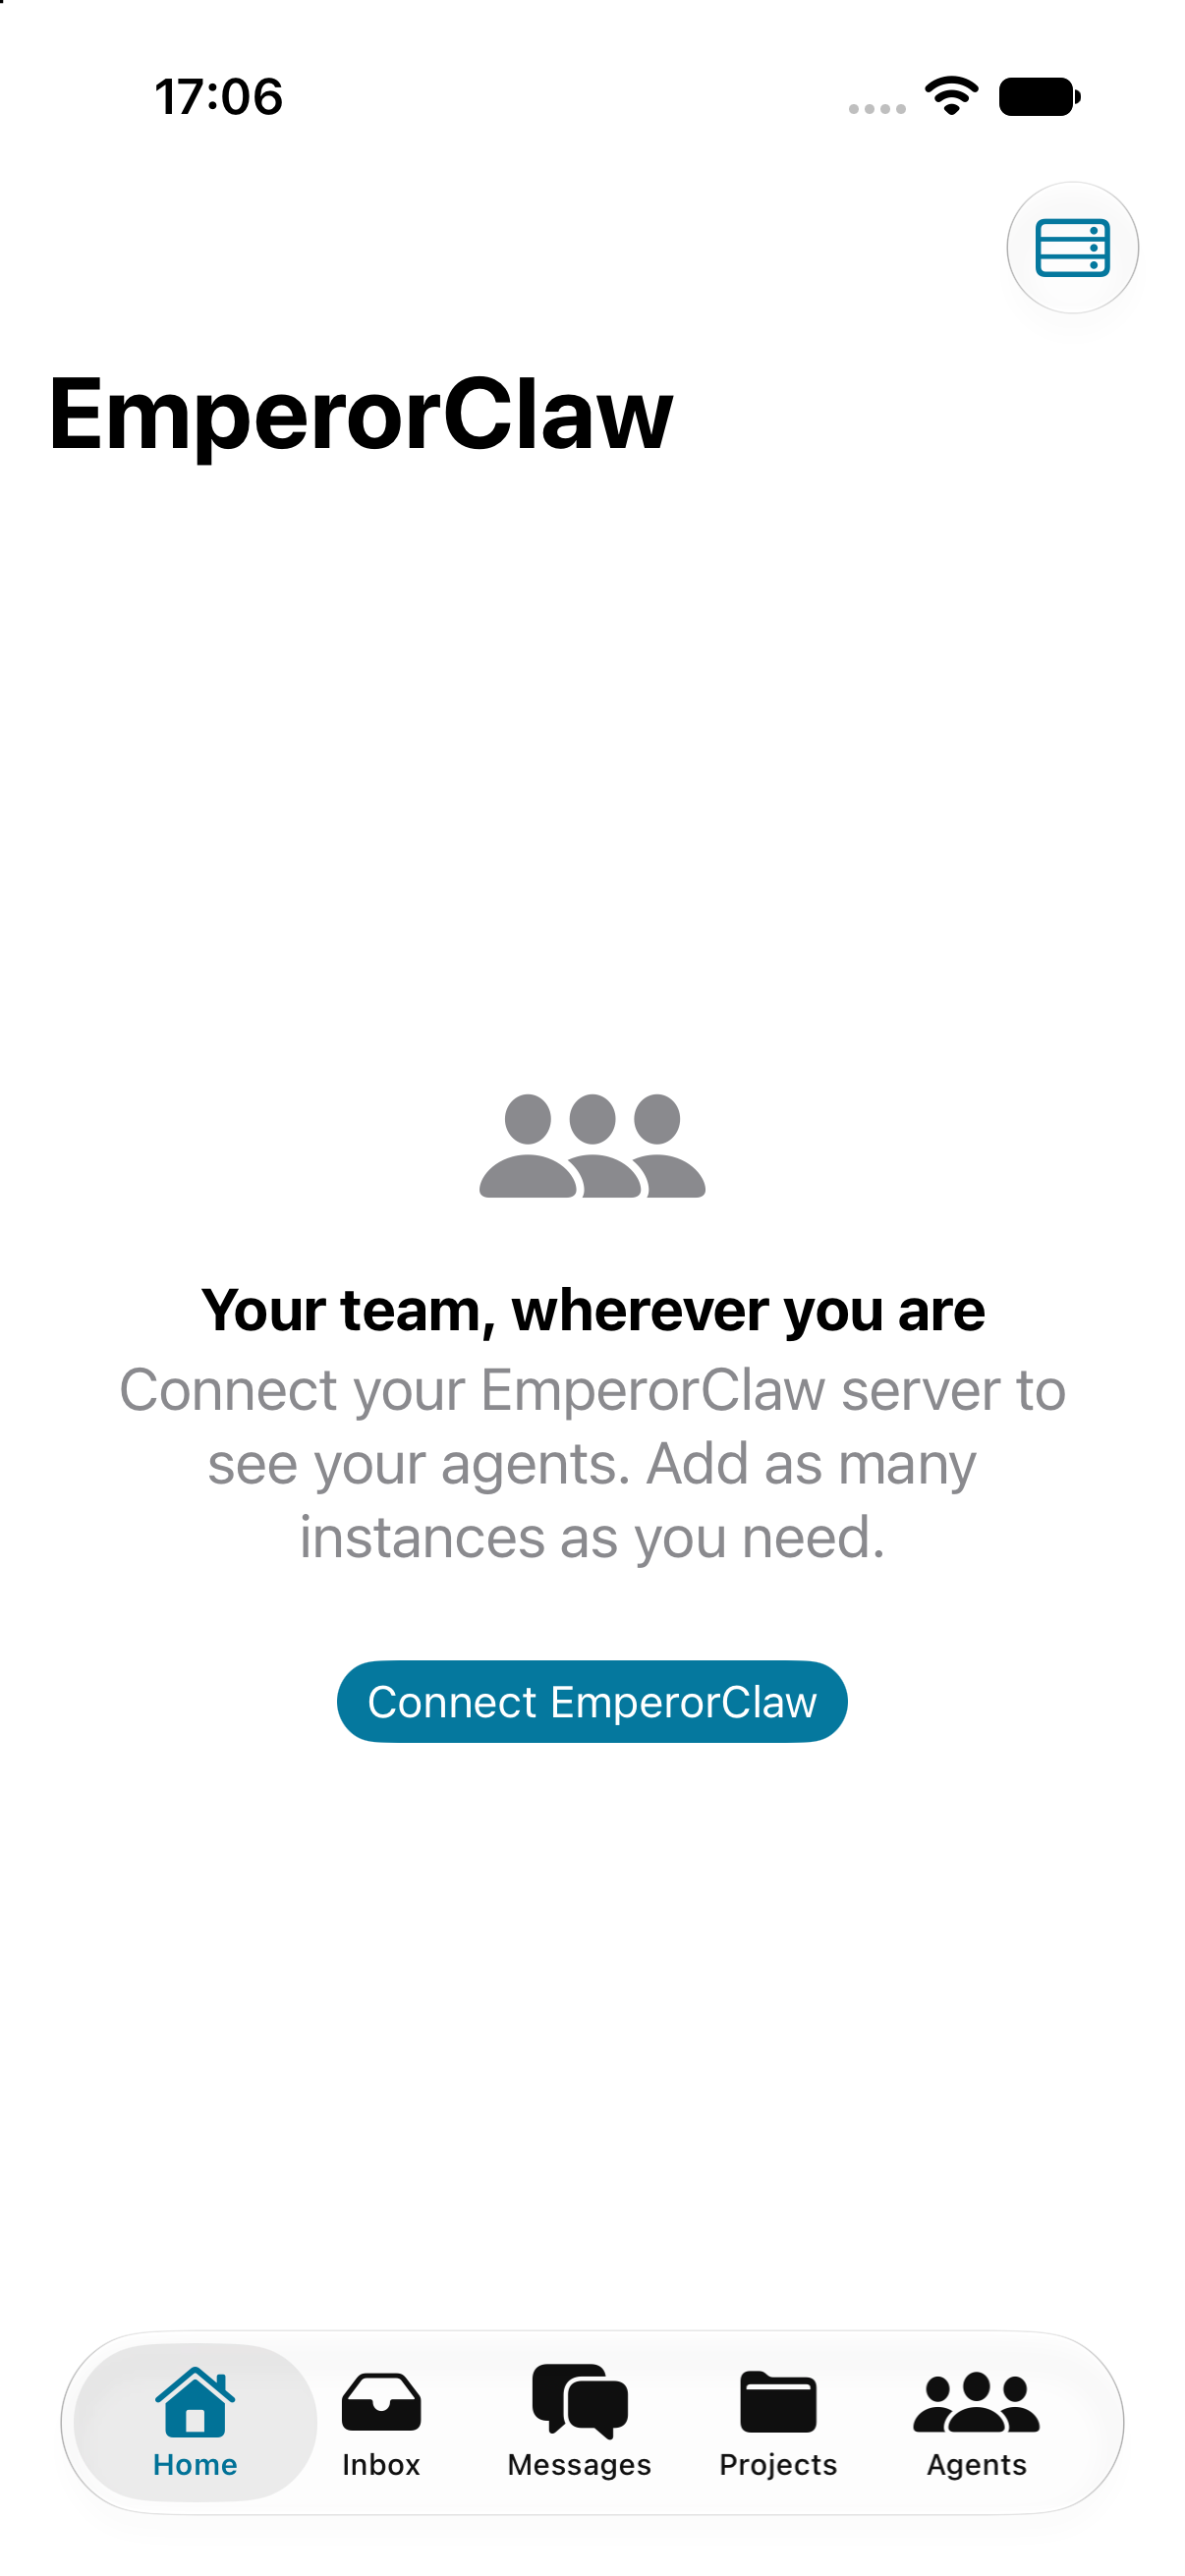 17:06
EmperorClaw
Your team, wherever you are
Connect your EmperorClaw server to
see your agents. Add as many
instances as you need.
Connect EmperorClaw
Home
Inbox
Messages
Projects
Agents